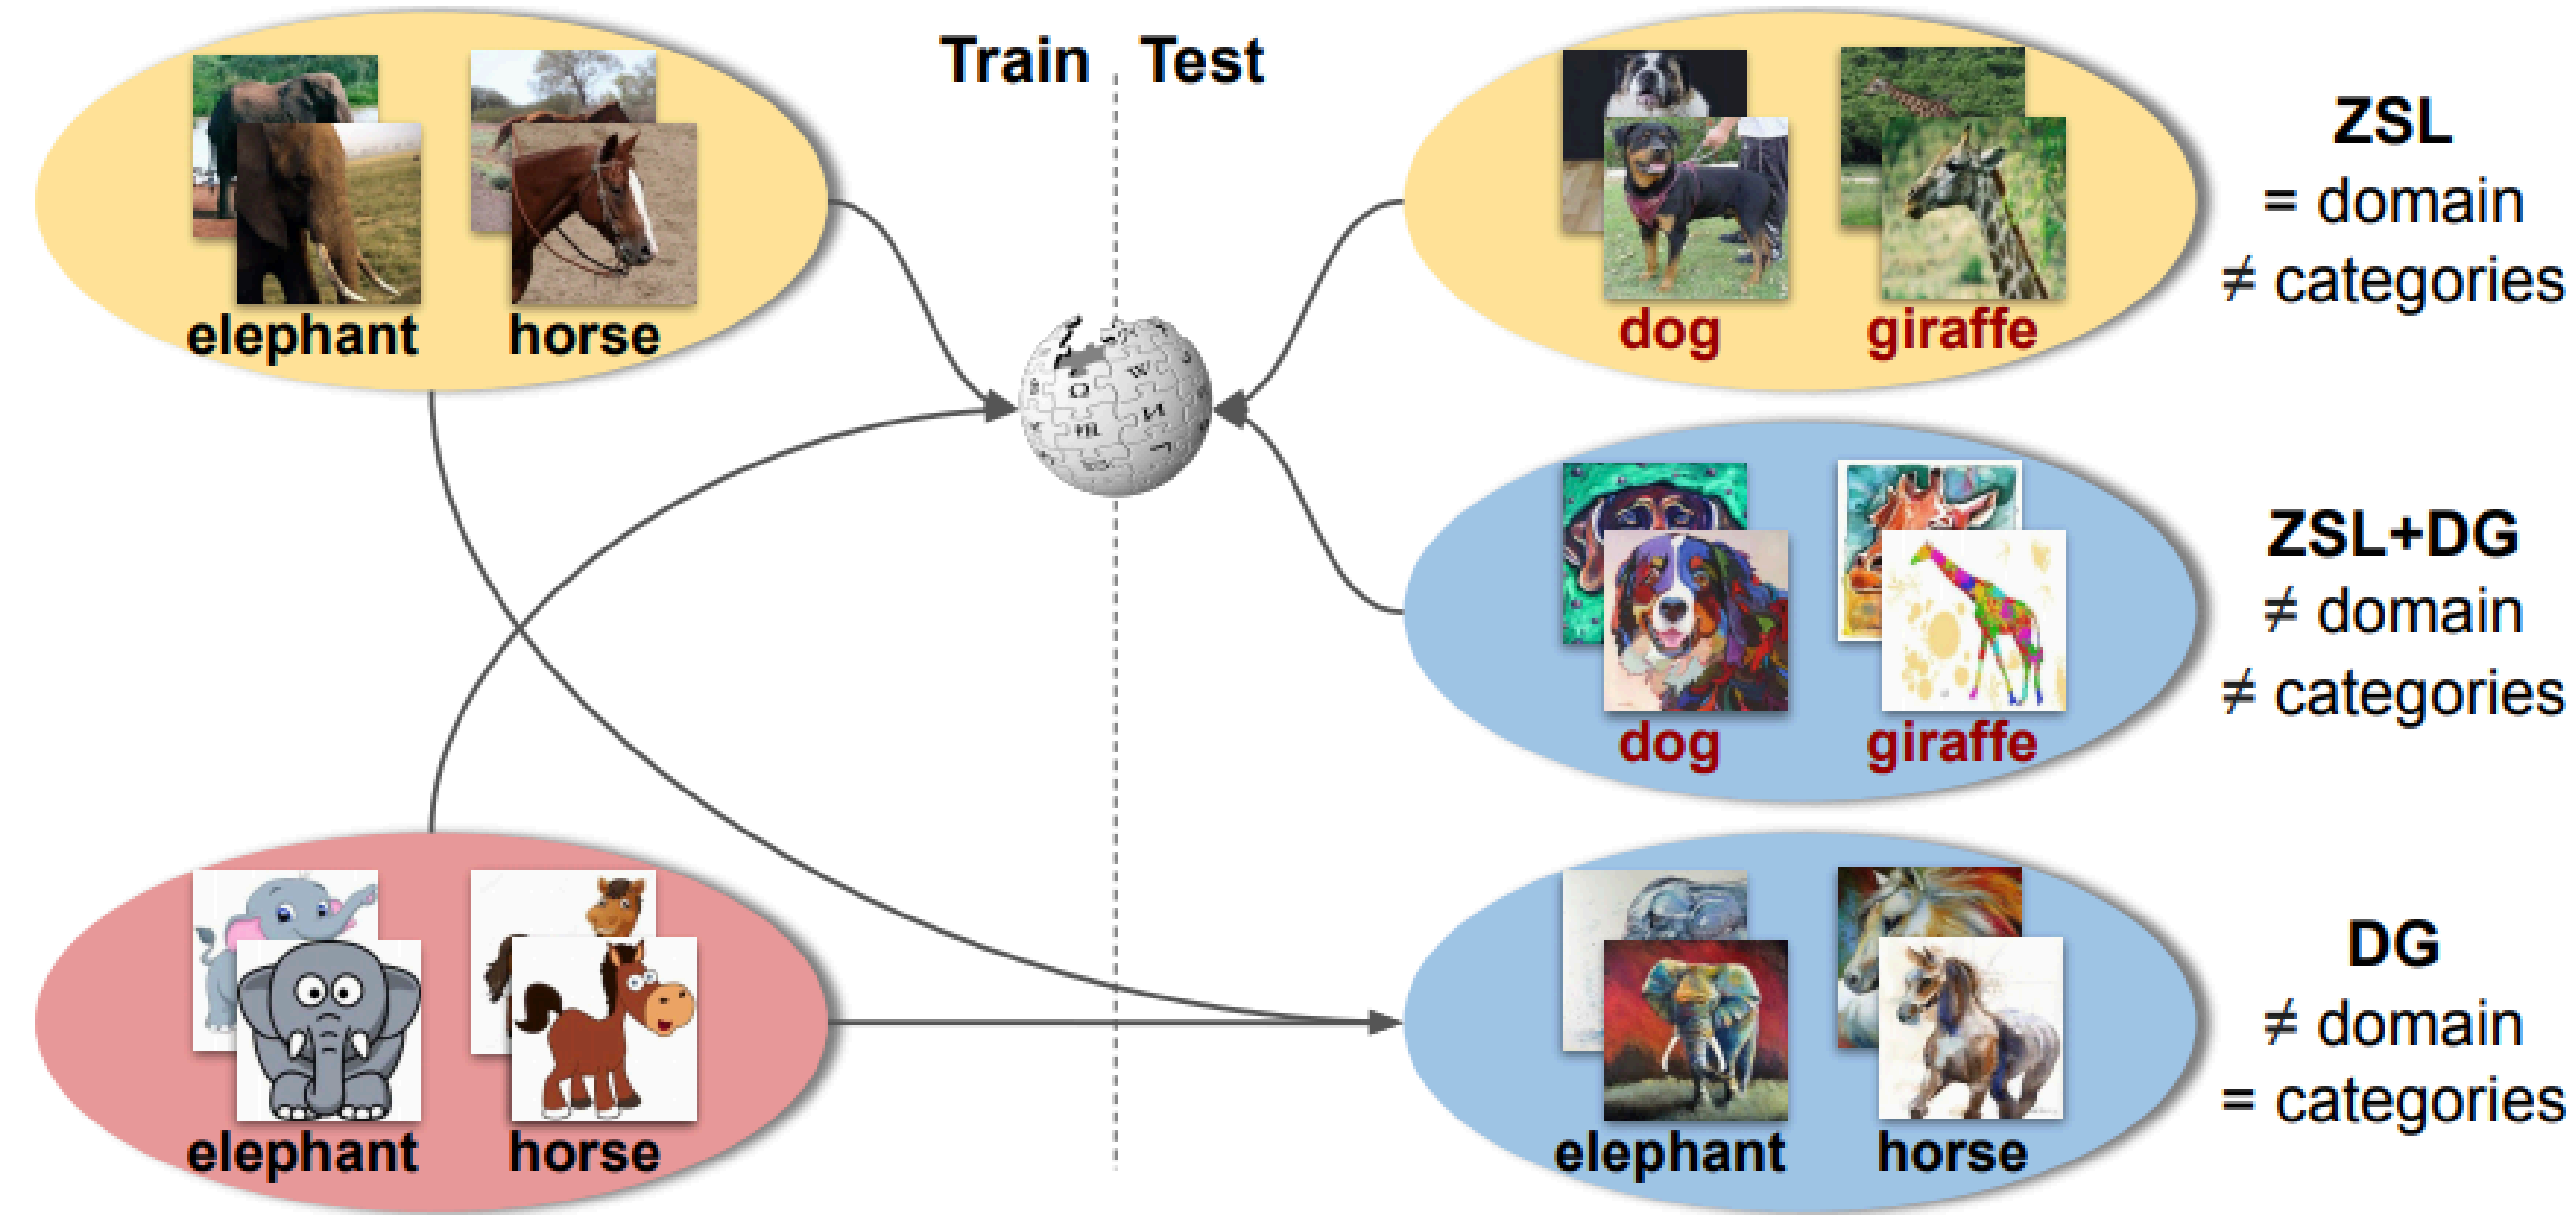 Train
Test
elephant
horse
dog
giraffe
ZSL
= domain
≠ categories
dog
giraffe
ZSL+DG
≠ domain
≠ categories
elephant
horse
elephant
horse
DG
≠ domain
= categories